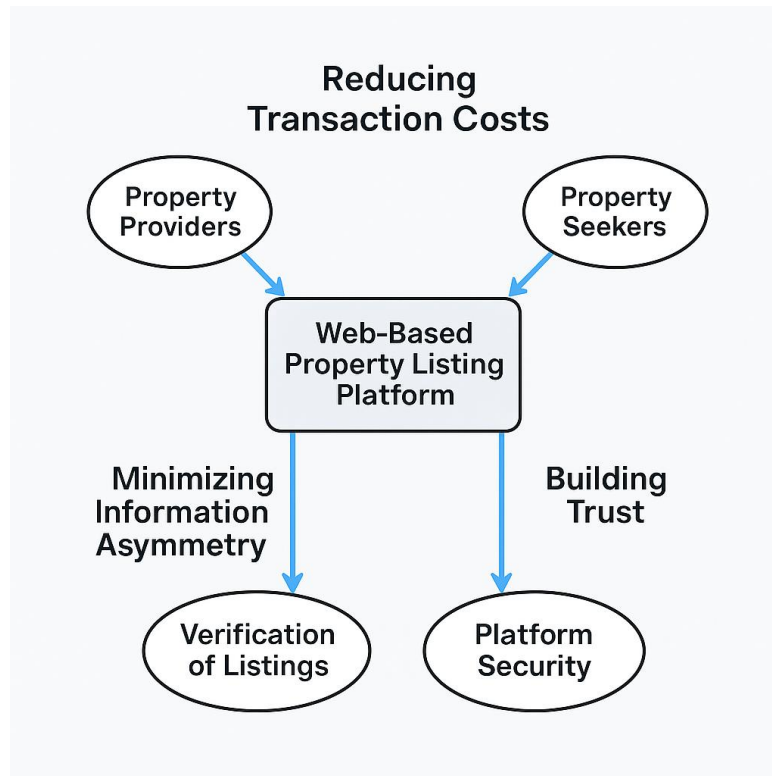 Reducing
Transaction Costs
Property
Providers
Property
Seekers
Web-Based
Property Listing
Platform
Minimizing
Information
Asymmetry
Building
Trust
Verification
of Listings
Platform
Security